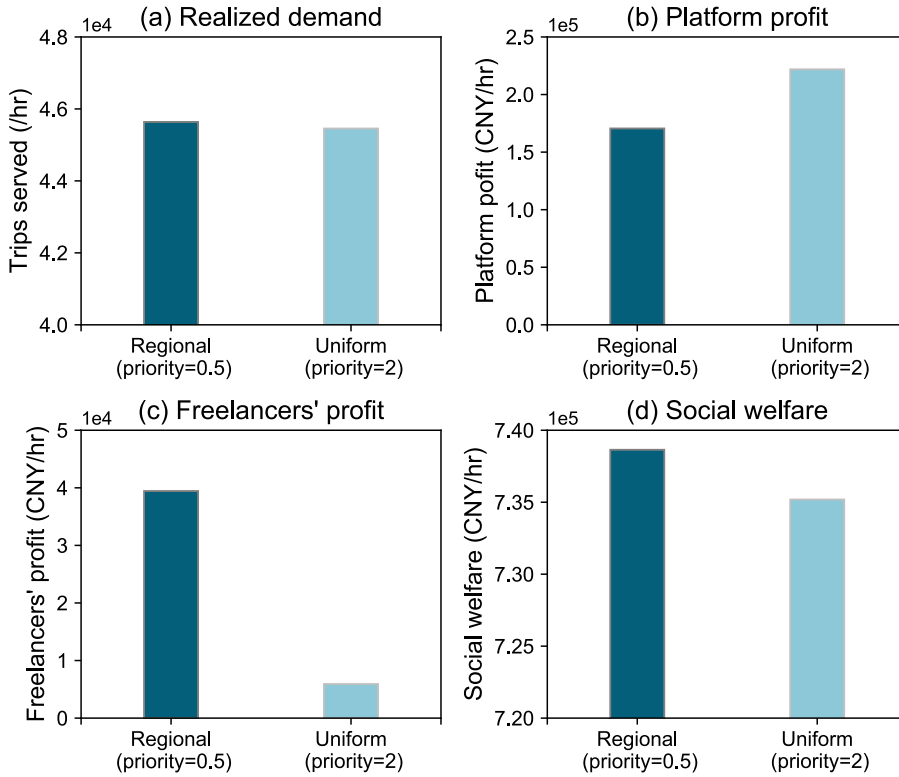 (a) Realized demand
1e4
4.8
4.6
4.4
4.2
4.0
Trips served (/hr)
Regional
(priority=0.5)
Uniform
(priority=2)
(b) Platform profit
1e5
2.5
2.0
1.5
1.0
0.5
0.0
Platform pofit (CNY/hr)
Regional
(priority=0.5)
Uniform
(priority=2)
(c) Freelancers' profit
1e4
5
4
3
2
1
0
Freelancers' profit (CNY/hr)
Regional
(priority=0.5)
Uniform
(priority=2)
(d) Social welfare
1e5
7.40
7.35
7.30
7.25
7.20
Social welfare (CNY/hr)
Regional
(priority=0.5)
Uniform
(priority=2)